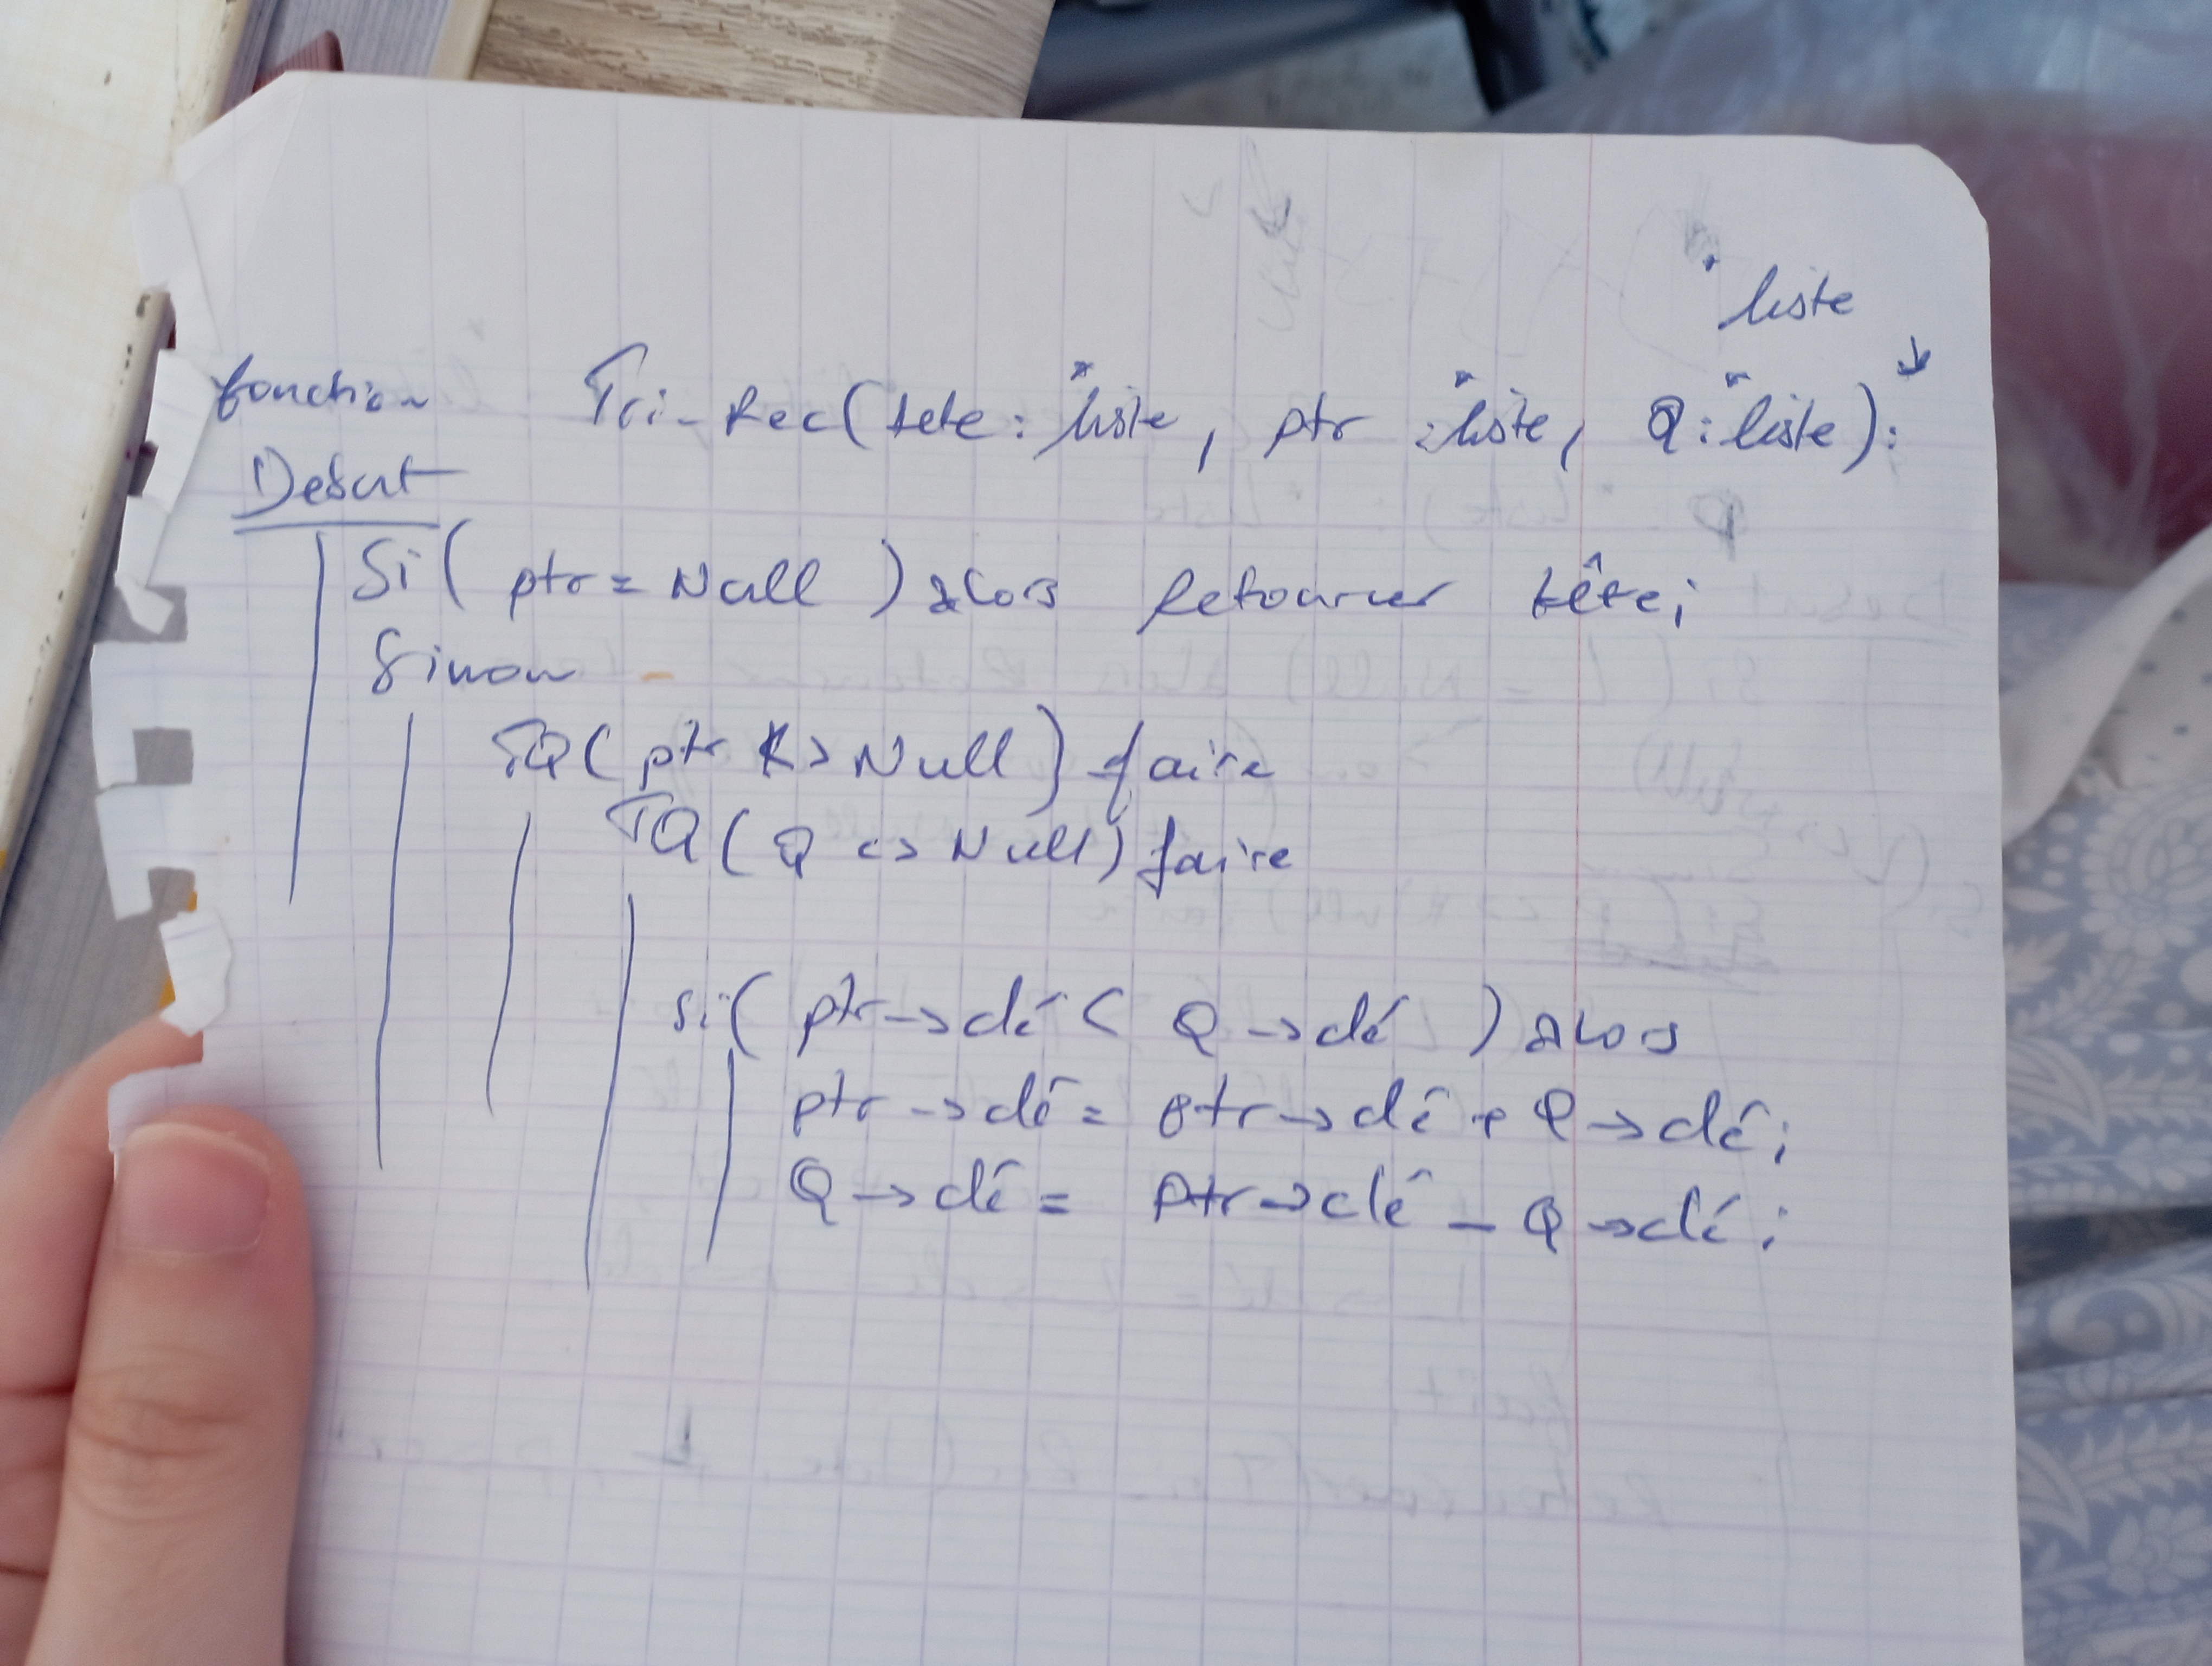 *liste
fonction Tri-Rec(tete: *liste, ptr: *liste, Q: *liste):
Debut
Si( ptr = Null ) alors Retourner tête;
Sinon
TQ( ptr <> Null) faire
TQ( Q <> Null) faire
Si( ptr->clé < Q->clé ) alors
ptr->clé = ptr->clé + Q->clé;
Q->clé = ptr->clé - Q->clé;